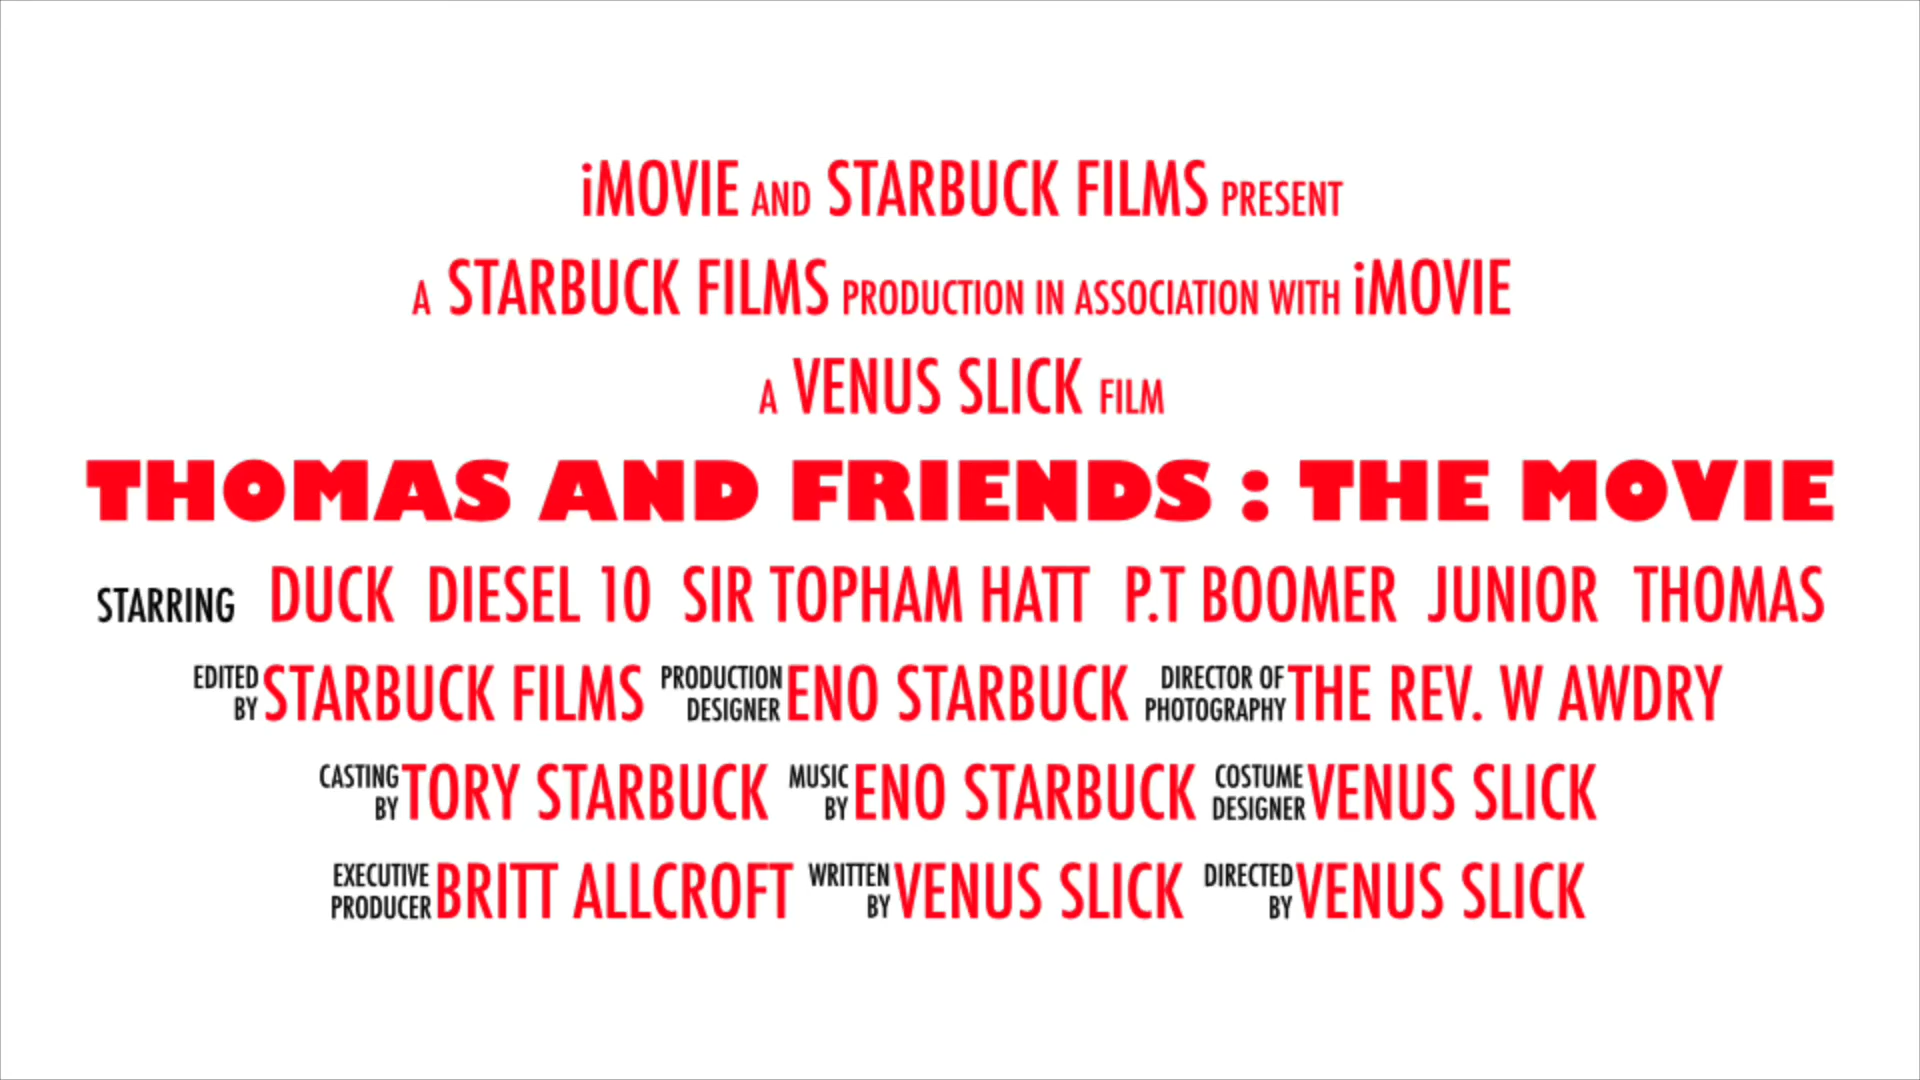 iMOVIE AND STARBUCK FILMS PRESENT
A STARBUCK FILMS PRODUCTION IN ASSOCIATION WITH iMOVIE
A VENUS SLICK FILM
THOMAS AND FRIENDS : THE MOVIE
STARRING DUCK DIESEL 10 SIR TOPHAM HATT P.T BOOMER JUNIOR THOMAS
EDITED BY STARBUCK FILMS PRODUCTION DESIGNER ENO STARBUCK DIRECTOR OF PHOTOGRAPHY THE REV. W AWDRY
CASTING BY TORY STARBUCK MUSIC BY ENO STARBUCK COSTUME DESIGNER VENUS SLICK
EXECUTIVE PRODUCER BRITT ALLCROFT WRITTEN BY VENUS SLICK DIRECTED BY VENUS SLICK